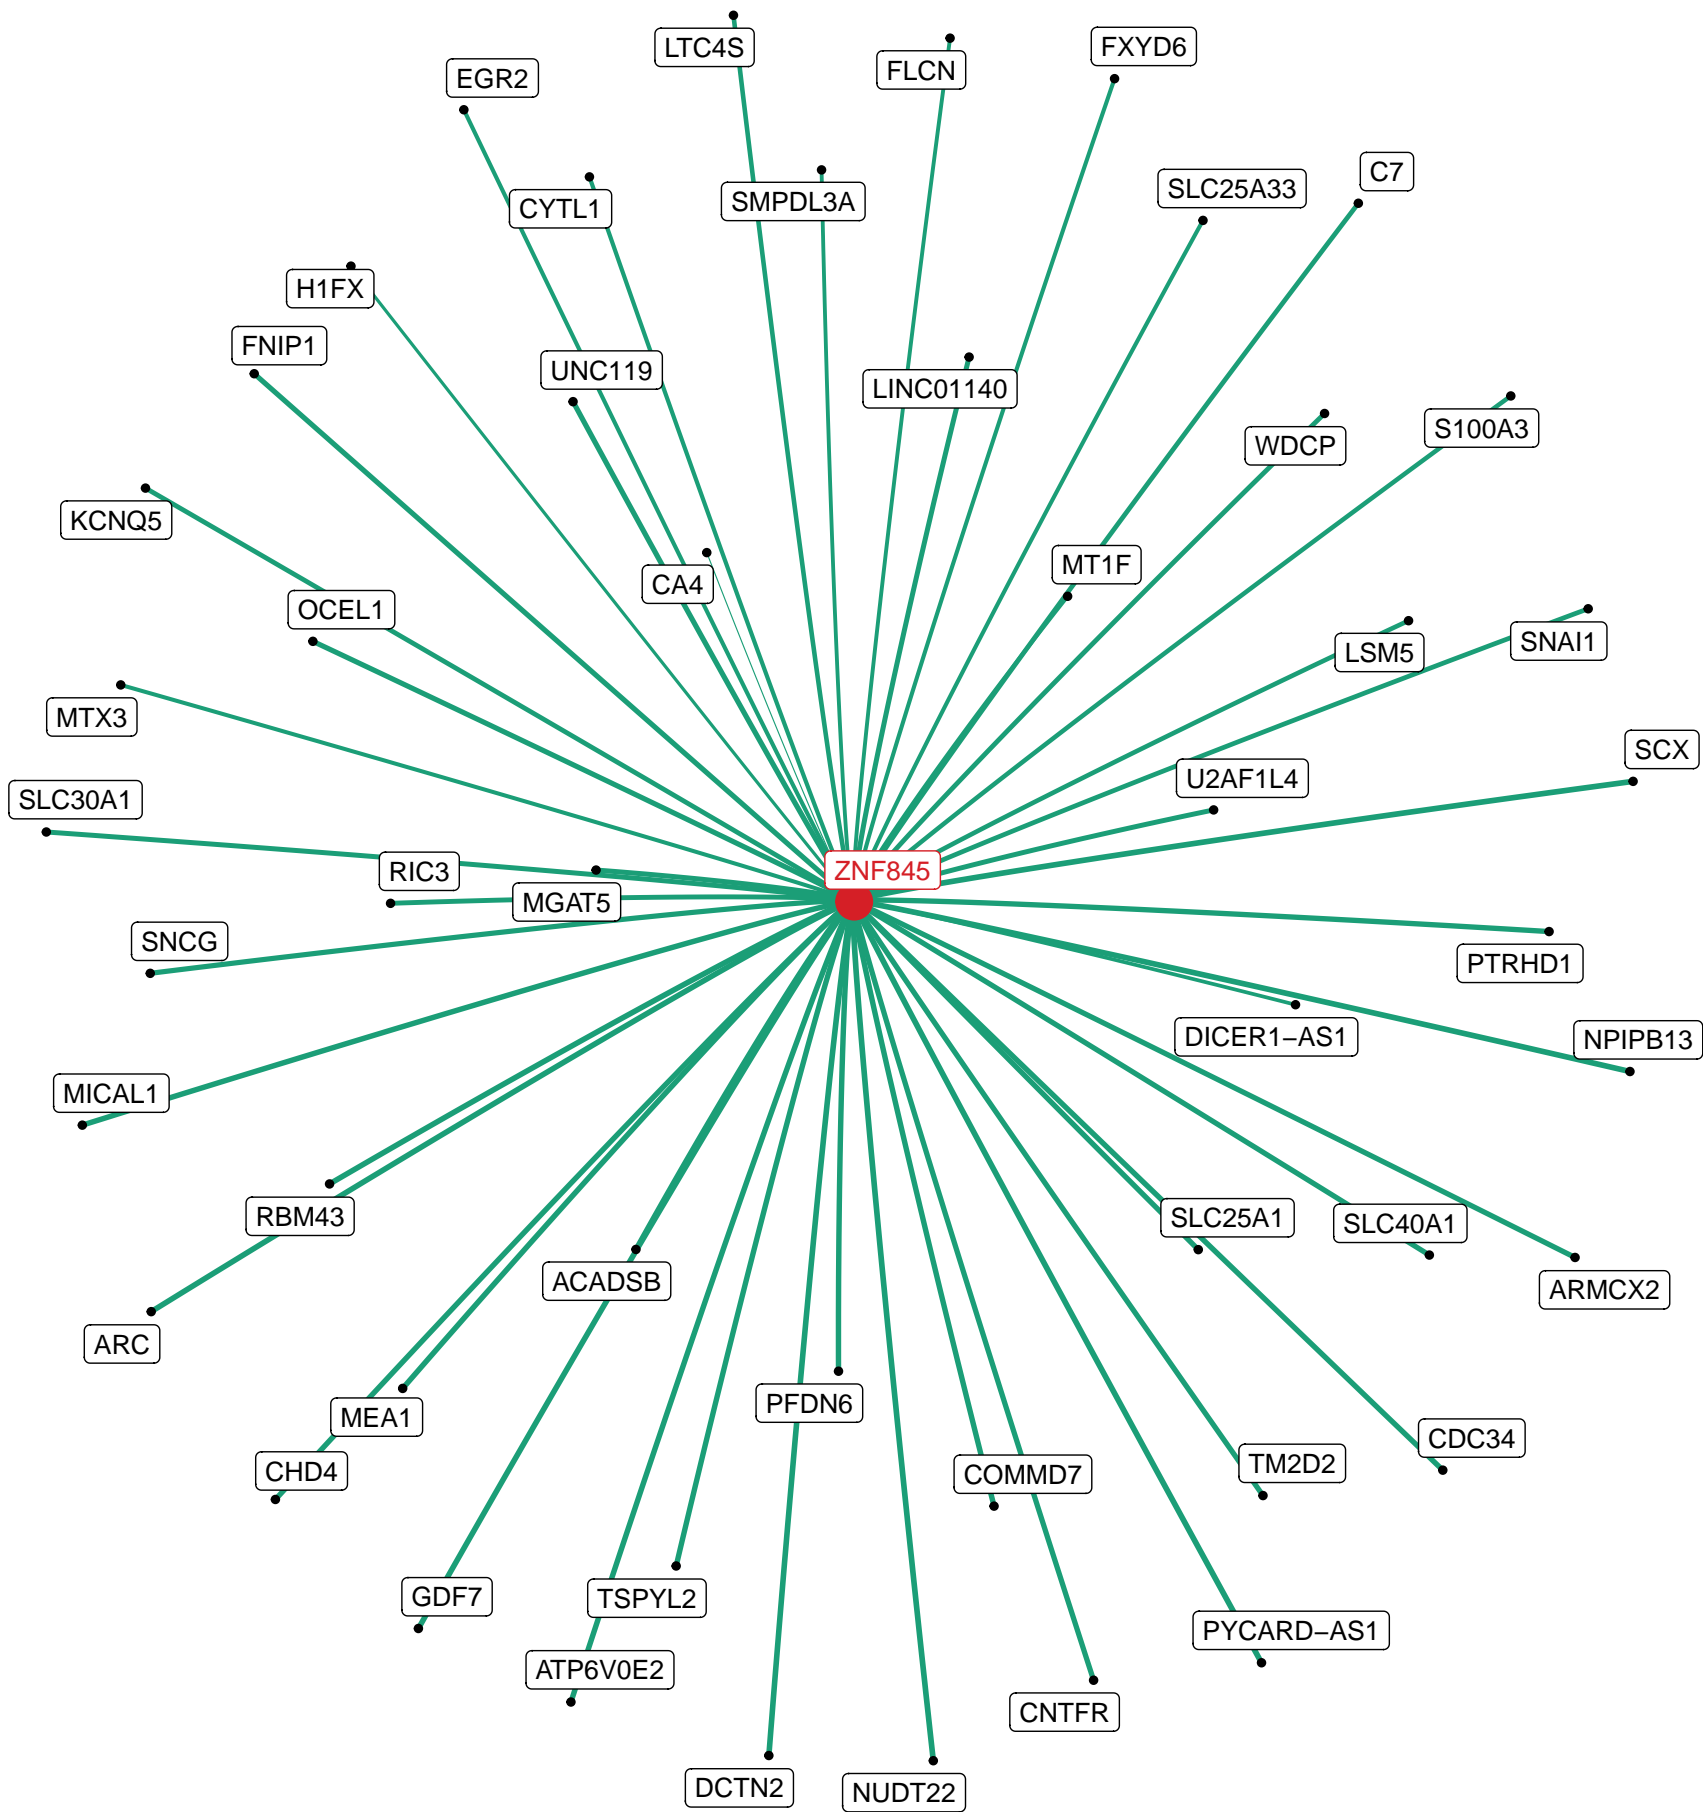 LTC4S
FXYD6
FLCN
EGR2
C7
SLC25A33
SMPDL3A
CYTL1
H1FX
FNIP1
UNC119
LINC01140
S100A3
WDCP
KCNQ5
MT1F
CA4
OCEL1
SNAI1
LSM5
MTX3
SCX
U2AF1L4
SLC30A1
ZNF845
RIC3
MGAT5
SNCG
PTRHD1
DICER1−AS1
NPIPB13
MICAL1
RBM43
SLC25A1
SLC40A1
ACADSB
ARMCX2
ARC
PFDN6
MEA1
CDC34
TM2D2
CHD4
COMMD7
GDF7
TSPYL2
PYCARD−AS1
ATP6V0E2
CNTFR
DCTN2
NUDT22